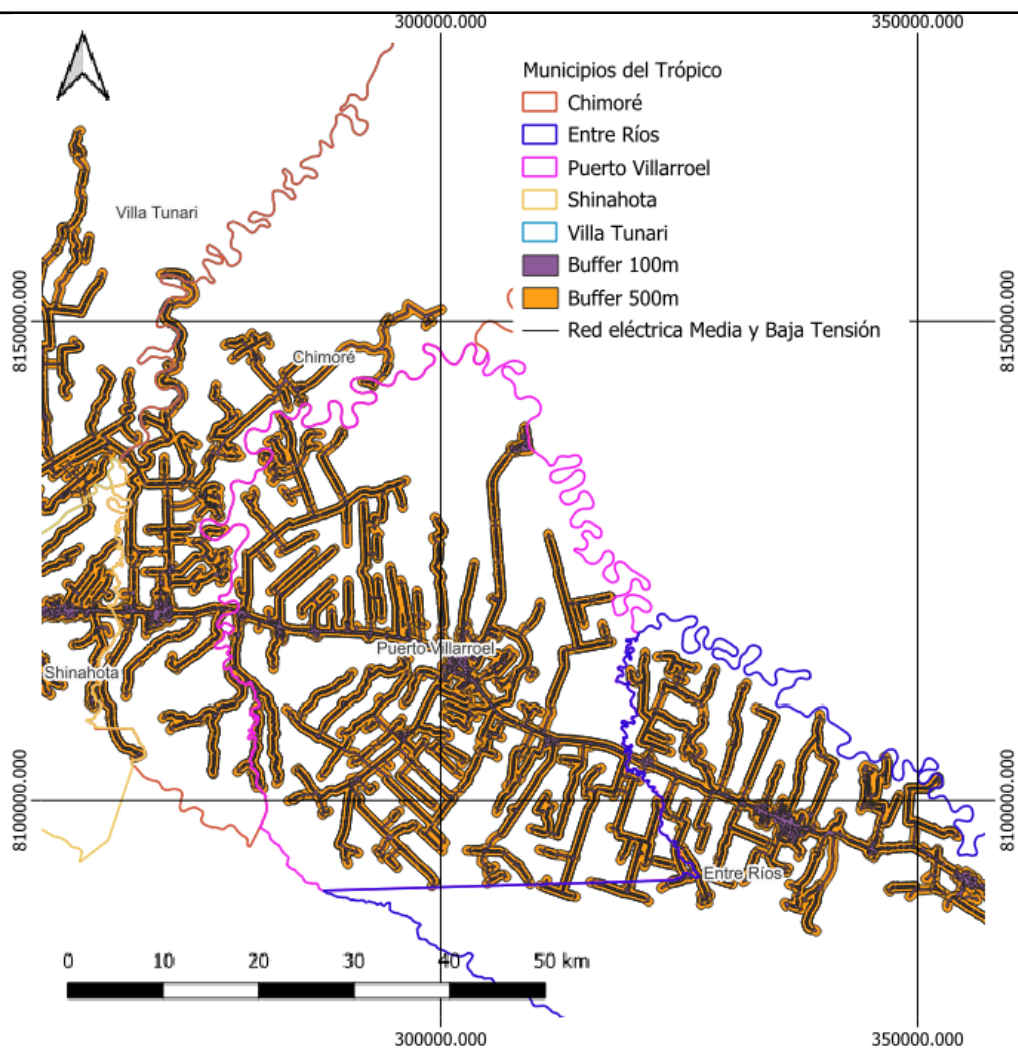 300000.000 350000.000
Municipios del Trópico
Chimoré
Entre Ríos
Puerto Villarroel
Shinahota
Villa Tunari
Buffer 100m
Buffer 500m
Red eléctrica Media y Baja Tensión
Villa Tunari
8150000.000 8150000.000
Chimoré
Puerto Villarroel
Shinahota
8100000.000 8100000.000
Entre Ríos
0 10 20 30 40 50 km
300000.000 350000.000